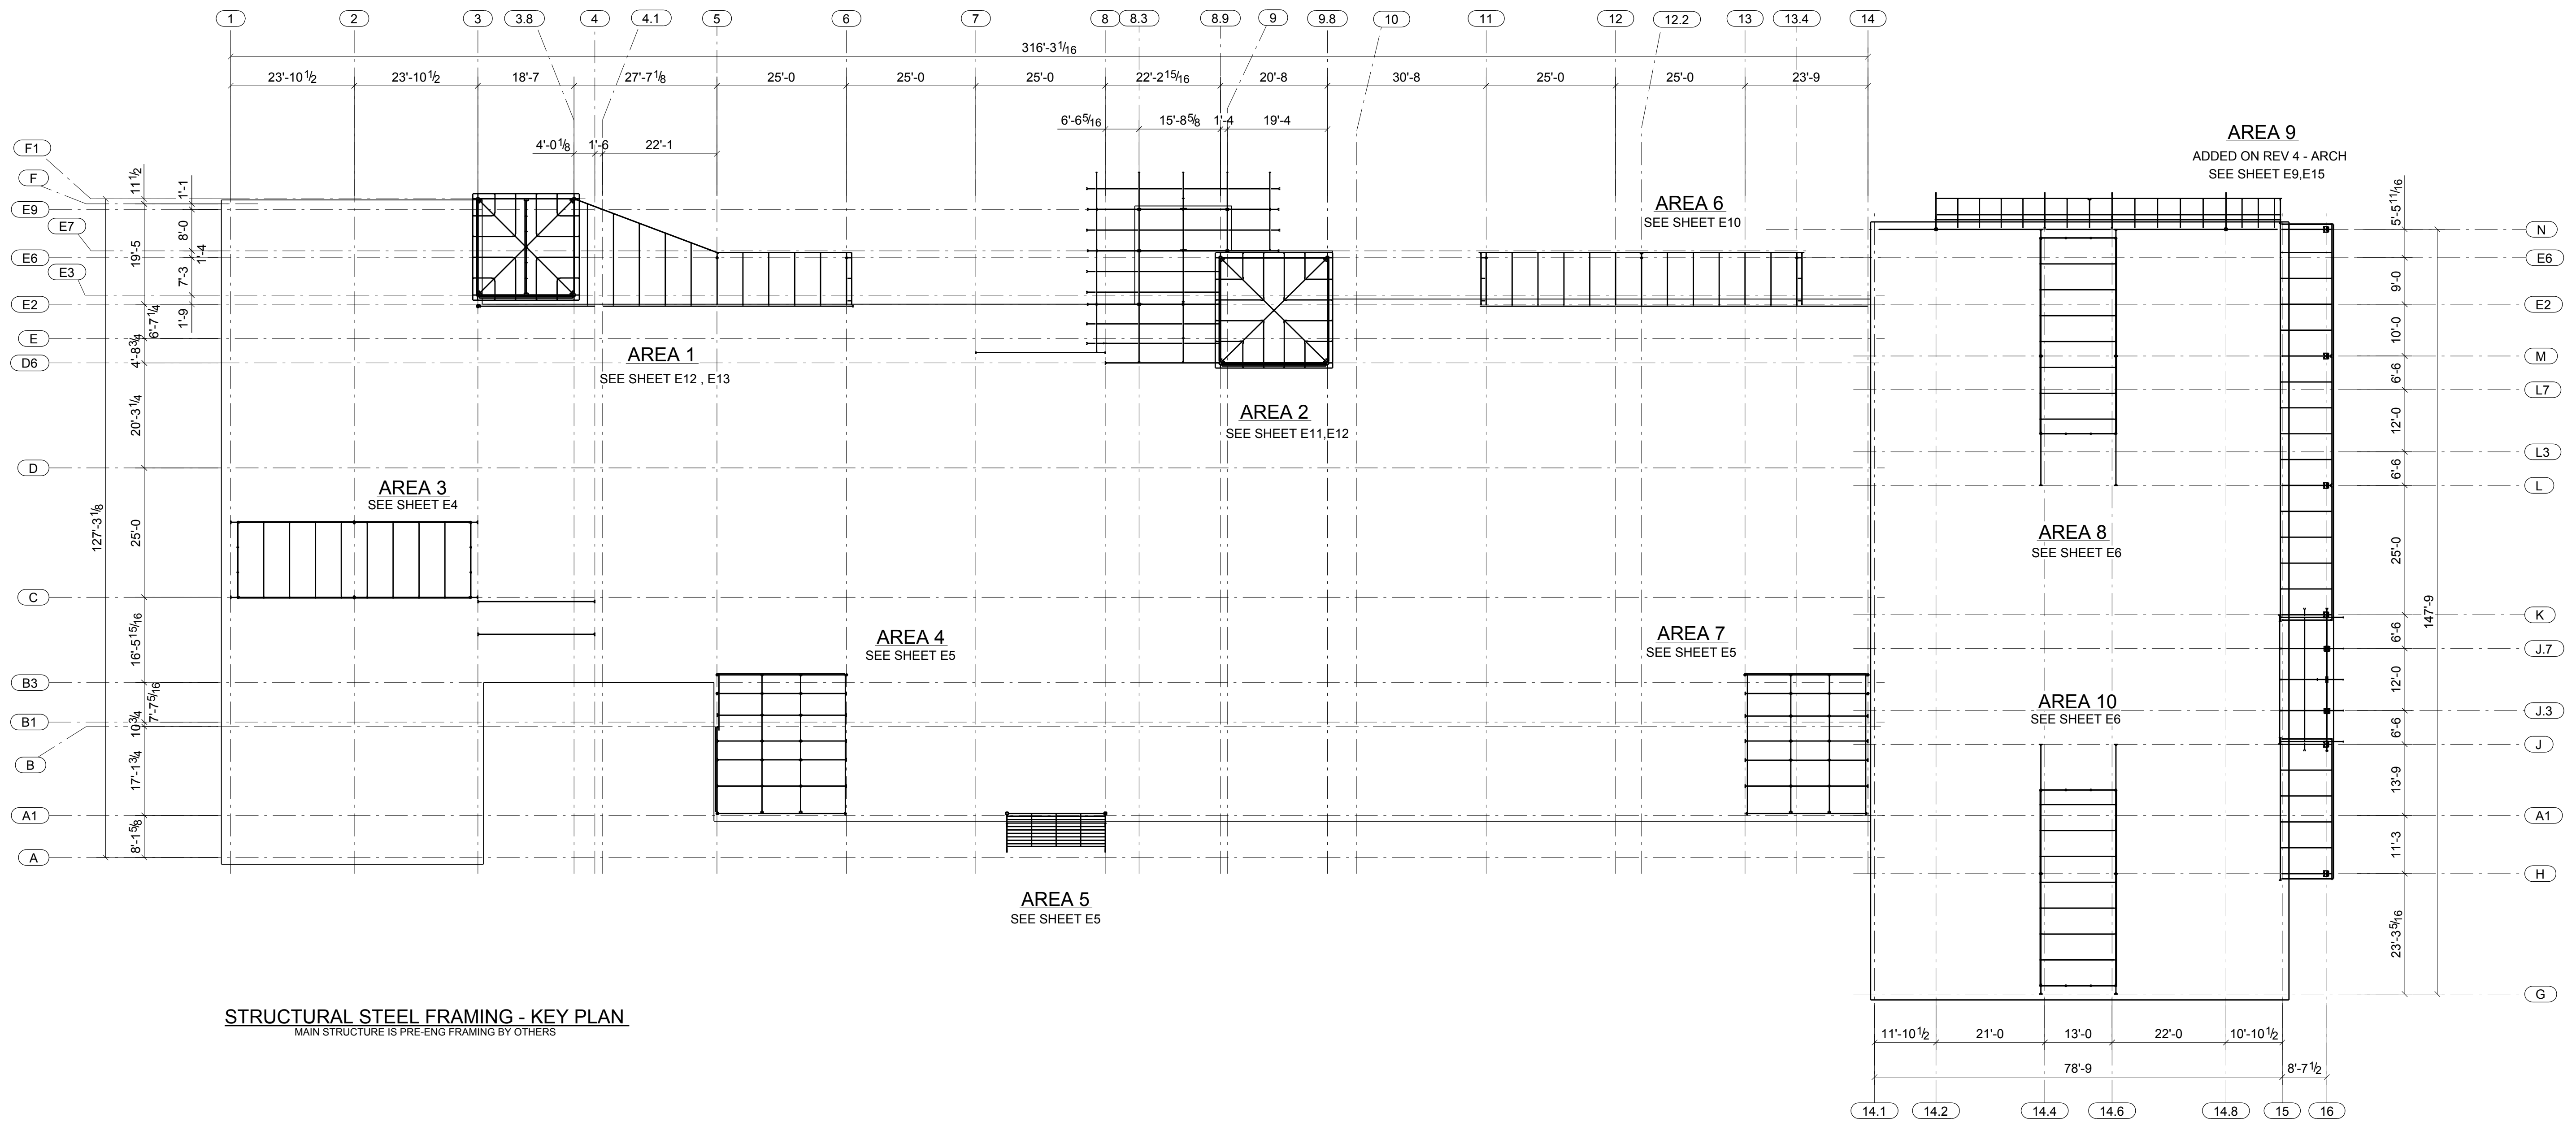 1 2 3 3.8 4 4.1 5 6 7 8 8.3 8.9 9 9.8 10 11 12 12.2 13 13.4 14
316'-3 1/16
23'-10 1/2 23'-10 1/2 18'-7 27'-7 1/8 25'-0 25'-0 25'-0 22'-2 15/16 20'-8 30'-8 25'-0 25'-0 23'-9
6'-6 5/16 15'-8 5/8 1'-4 19'-4
4'-0 1/8 1'-6 22'-1
AREA 9
ADDED ON REV 4 - ARCH
SEE SHEET E9,E15
AREA 6
SEE SHEET E10
F1
F
E9
E7
E6
E3
E2
E
D6
D
C
B3
B1
B
A1
A
127'-3 1/8
11 1/2
19'-5
6'-7 1/4
4'-8 3/4
20'-3 1/4
25'-0
16'-5 15/16
7'-7 5/16
10 3/4
17'-1 3/4
8'-1 5/8
1'-1
8'-0
1'-4
7'-3
1'-9
AREA 1
SEE SHEET E12 , E13
AREA 2
SEE SHEET E11,E12
AREA 3
SEE SHEET E4
AREA 8
SEE SHEET E6
AREA 4
SEE SHEET E5
AREA 7
SEE SHEET E5
AREA 10
SEE SHEET E6
AREA 5
SEE SHEET E5
5'-5 11/16
9'-0
10'-0
6'-6
12'-0
6'-6
25'-0
6'-6
12'-0
6'-6
13'-9
11'-3
23'-3 5/16
147'-9
N
E6
E2
M
L7
L3
L
K
J.7
J.3
J
A1
H
G
STRUCTURAL STEEL FRAMING - KEY PLAN
MAIN STRUCTURE IS PRE-ENG FRAMING BY OTHERS
11'-10 1/2 21'-0 13'-0 22'-0 10'-10 1/2
78'-9 8'-7 1/2
14.1 14.2 14.4 14.6 14.8 15 16